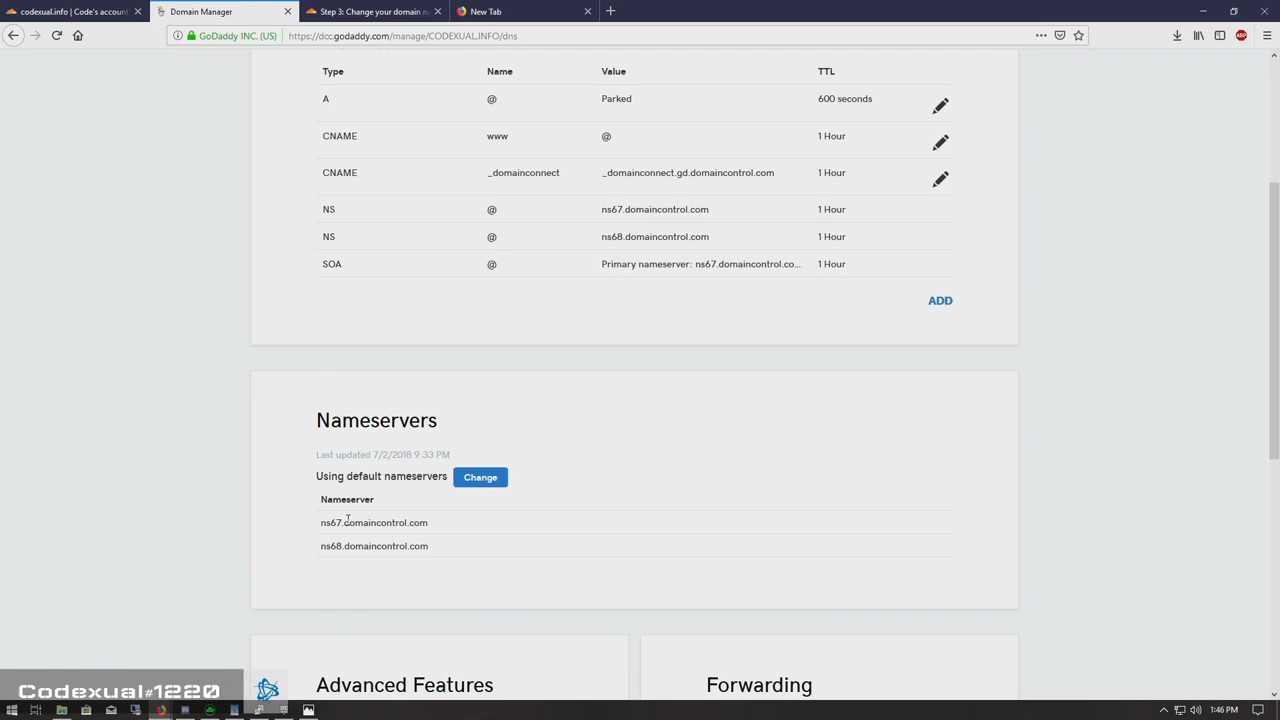 codexual.info | Code's account
Domain Manager
Step 3: Change your domain n
New Tab
GoDaddy INC. (US)
https://dcc.godaddy.com/manage/CODEXUAL.INFO/dns
ABP
Type Name Value TTL
A @ Parked 600 seconds
CNAME www @ 1 Hour
CNAME _domainconnect _domainconnect.gd.domaincontrol.com 1 Hour
NS @ ns67.domaincontrol.com 1 Hour
NS @ ns68.domaincontrol.com 1 Hour
SOA @ Primary nameserver: ns67.domaincontrol.co... 1 Hour
ADD
Nameservers
Last updated 7/2/2018 9:33 PM
Using default nameservers Change
Nameserver
ns67.domaincontrol.com
ns68.domaincontrol.com
Advanced Features
Forwarding
Codexual#1220
1:46 PM